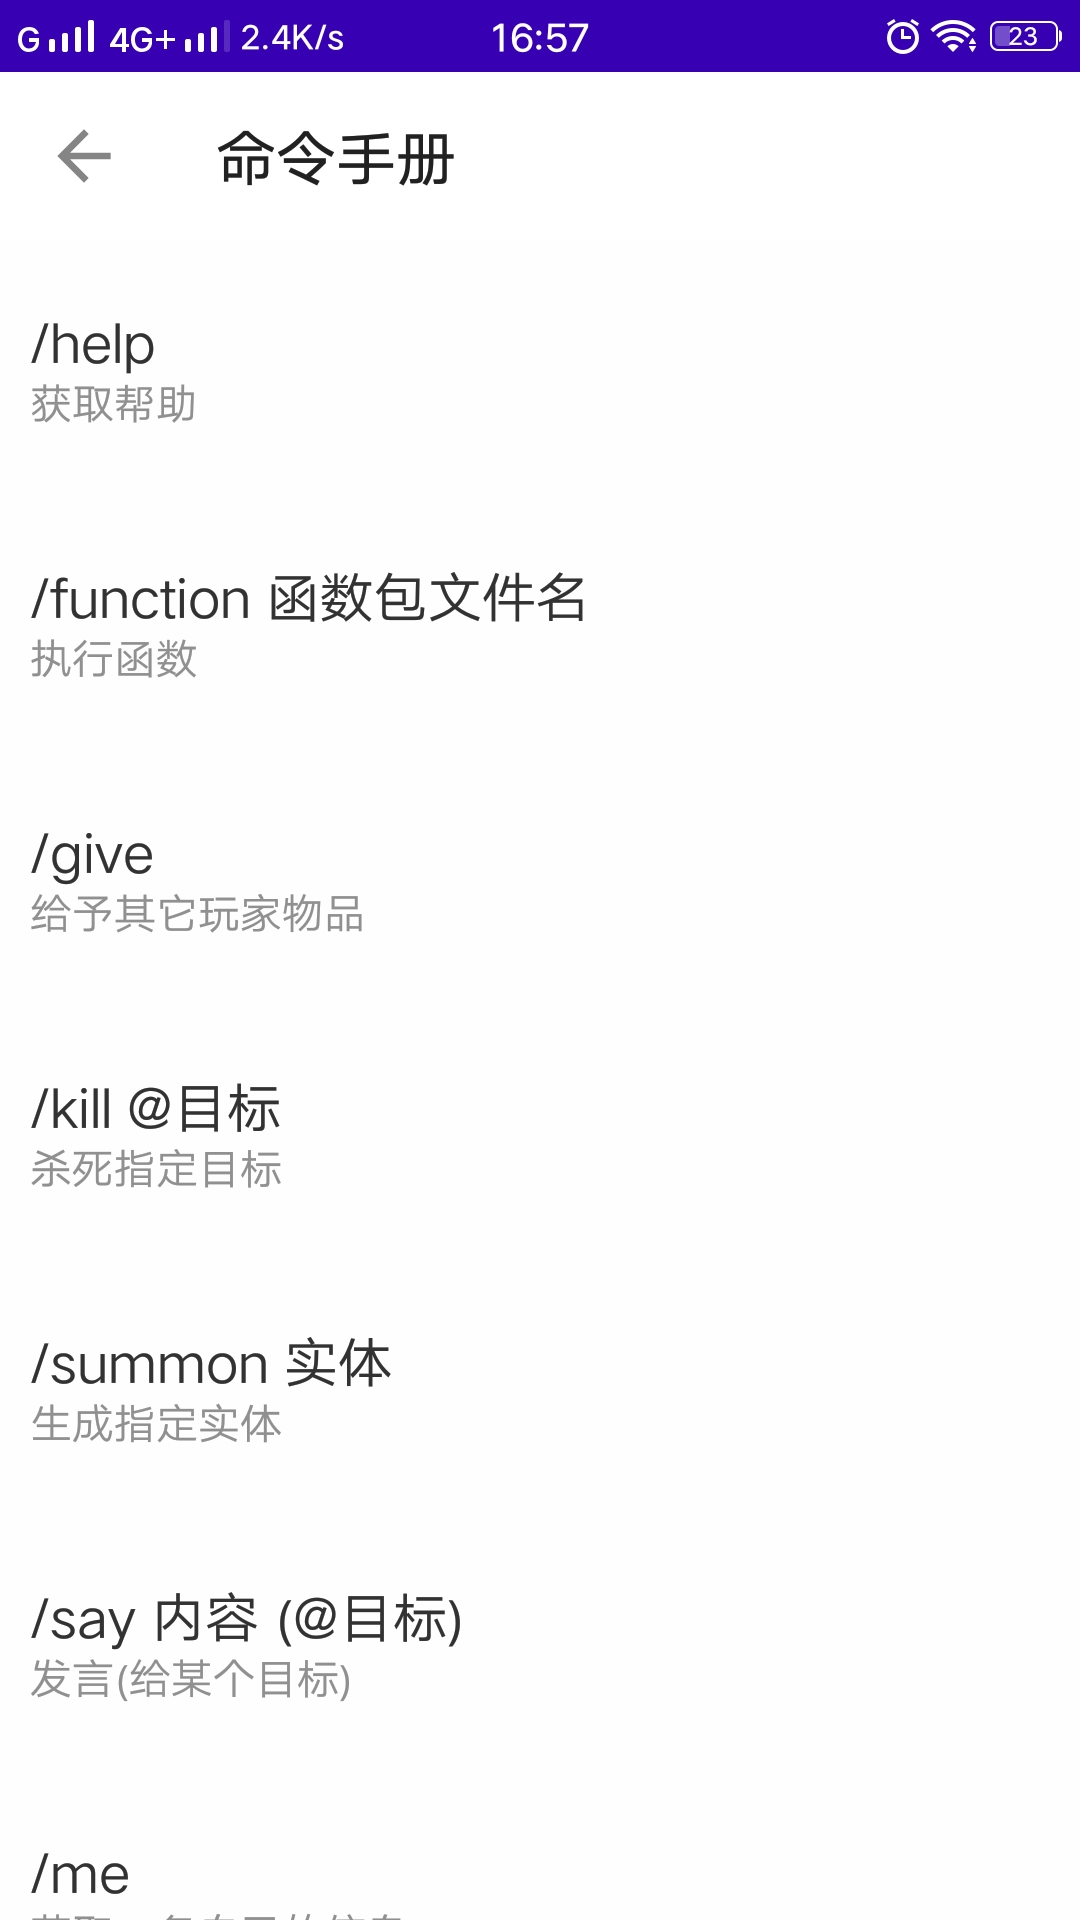 G 4G+ 2.4K/s 16:57 23
命令手册
/help
获取帮助
/function 函数包文件名
执行函数
/give
给予其它玩家物品
/kill @目标
杀死指定目标
/summon 实体
生成指定实体
/say 内容 (@目标)
发言(给某个目标)
/me